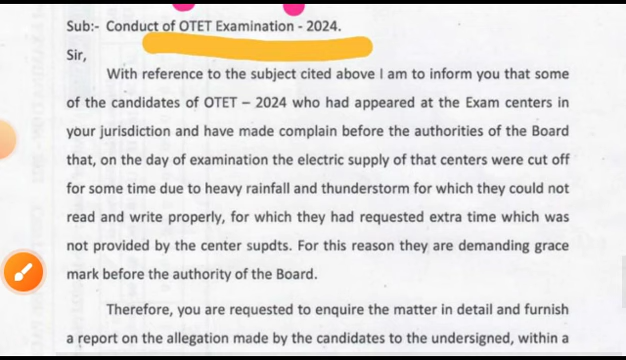 Sub:- Conduct of OTET Examination - 2024.
Sir,
With reference to the subject cited above I am to inform you that some
of the candidates of OTET – 2024 who had appeared at the Exam centers in
your jurisdiction and have made complain before the authorities of the Board
that, on the day of examination the electric supply of that centers were cut off
for some time due to heavy rainfall and thunderstorm for which they could not
read and write properly, for which they had requested extra time which was
not provided by the center supdts. For this reason they are demanding grace
mark before the authority of the Board.
Therefore, you are requested to enquire the matter in detail and furnish
a report on the allegation made by the candidates to the undersigned, within a